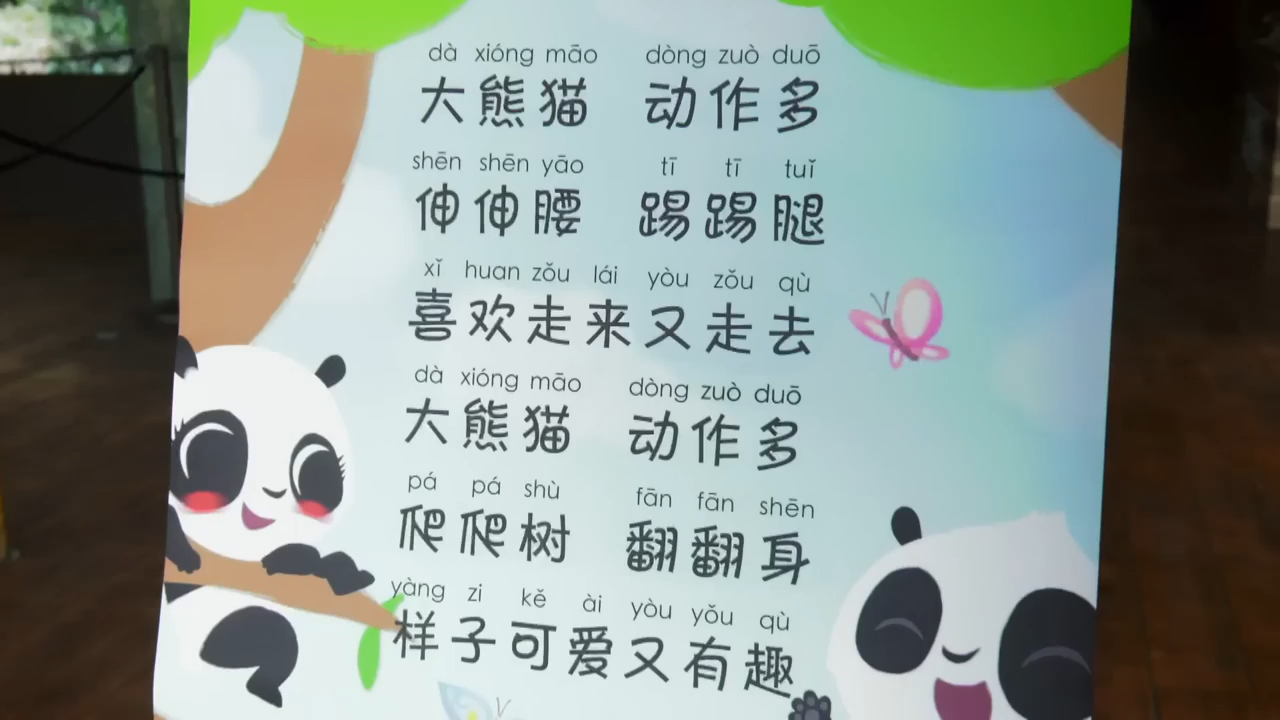 dà xióng māo dòng zuò duō
大熊猫 动作多
shēn shēn yāo tī tī tuǐ
伸伸腰 踢踢腿
xǐ huan zǒu lái yòu zǒu qù
喜欢走来又走去
dà xióng māo dòng zuò duō
大熊猫 动作多
pá pá shù fān fān shēn
爬爬树 翻翻身
yàng zi kě ài yòu yǒu qù
样子可爱又有趣